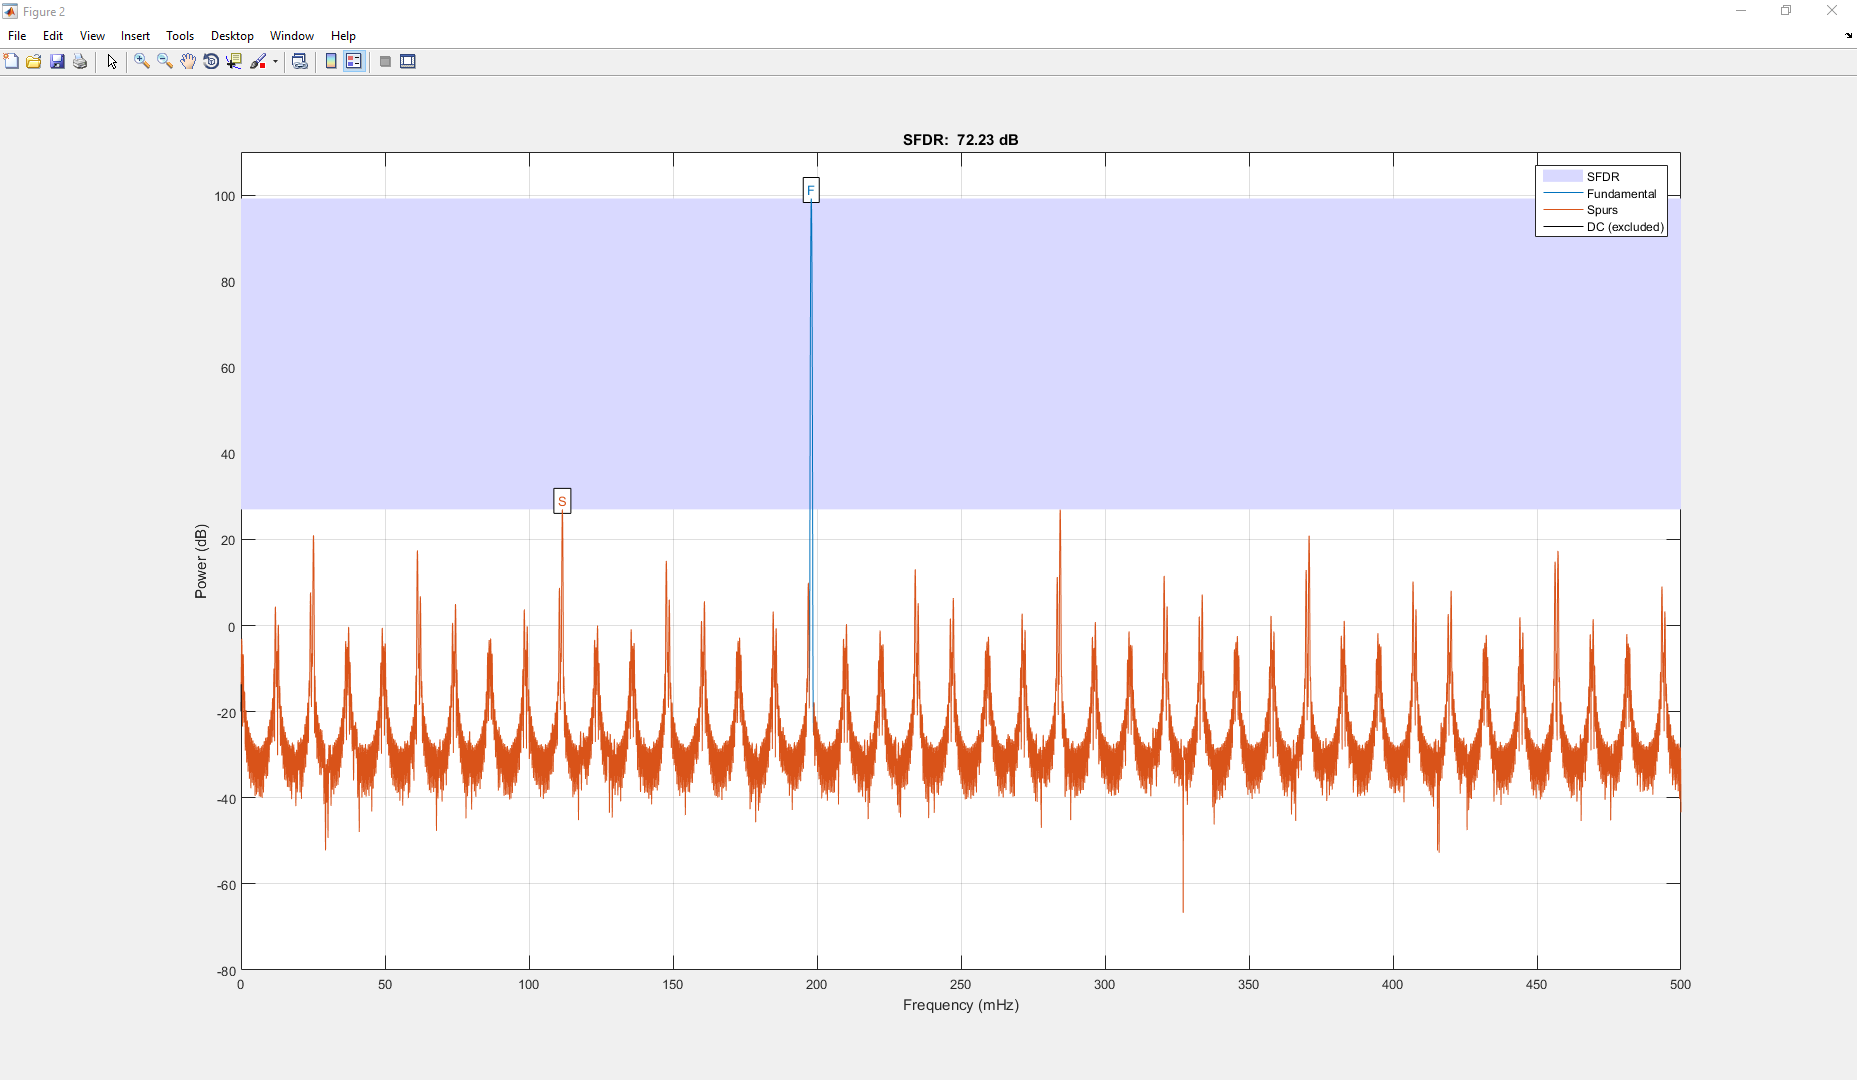 Figure 2
File Edit View Insert Tools Desktop Window Help
SFDR: 72.23 dB
F
SFDR
Fundamental
Spurs
DC (excluded)
S
100
80
60
40
20
0
-20
-40
-60
-80
Power (dB)
0 50 100 150 200 250 300 350 400 450 500
Frequency (mHz)